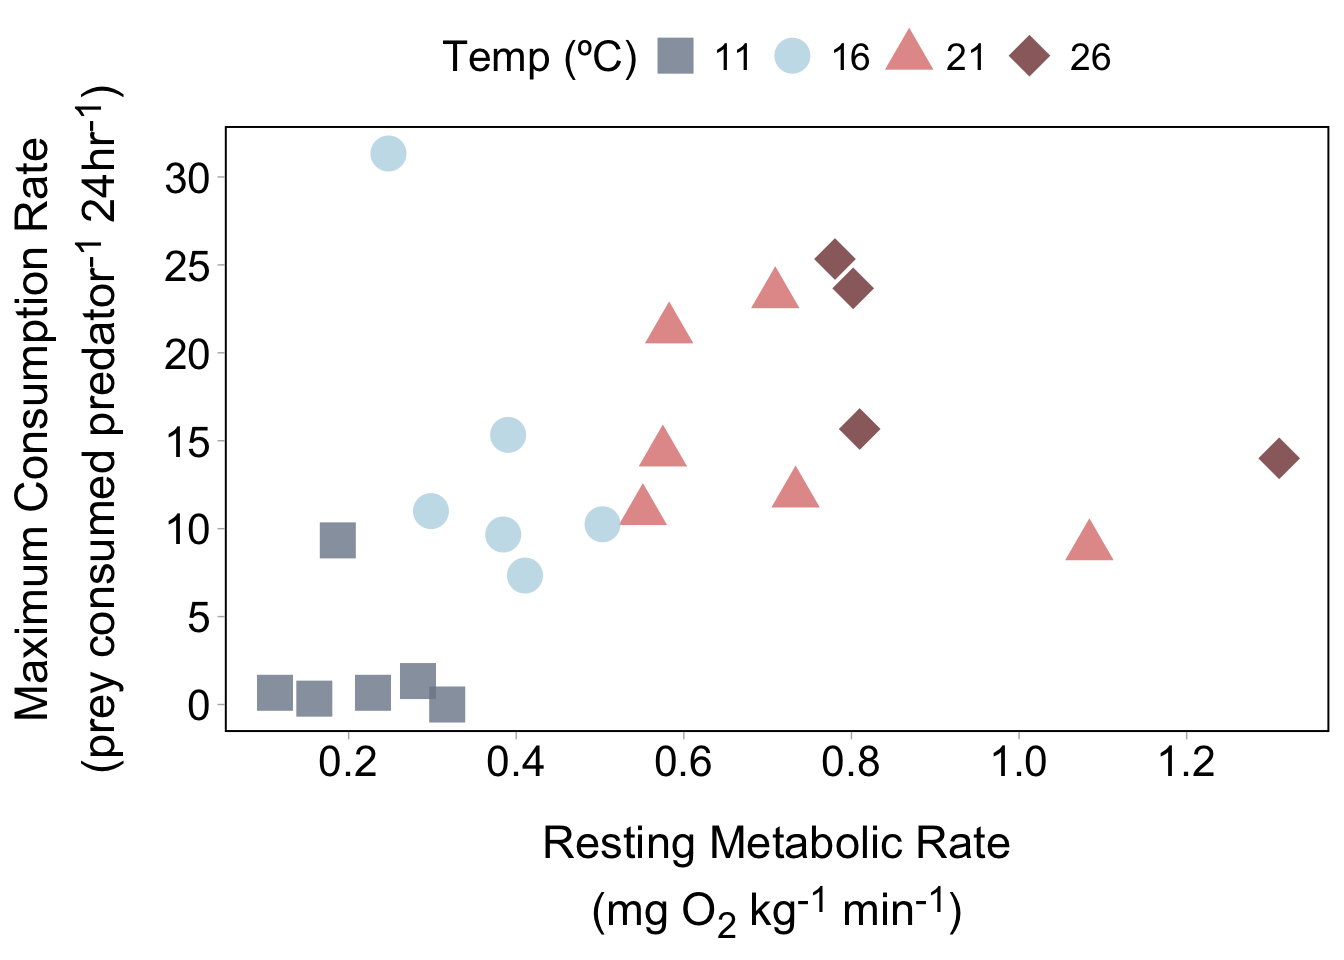 Temp (ºC) 11 16 21 26
Maximum Consumption Rate
(prey consumed predator⁻¹ 24hr⁻¹)
30
25
20
15
10
5
0
0.2 0.4 0.6 0.8 1.0 1.2
Resting Metabolic Rate
(mg O₂ kg⁻¹ min⁻¹)